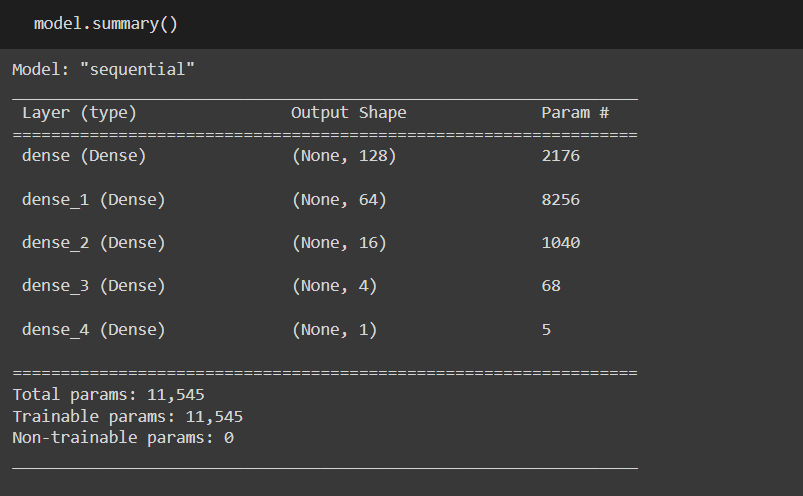 model.summary()
Model: "sequential"
_________________________________________________________________
Layer (type) Output Shape Param #
=================================================================
dense (Dense) (None, 128) 2176
dense_1 (Dense) (None, 64) 8256
dense_2 (Dense) (None, 16) 1040
dense_3 (Dense) (None, 4) 68
dense_4 (Dense) (None, 1) 5
=================================================================
Total params: 11,545
Trainable params: 11,545
Non-trainable params: 0
_________________________________________________________________